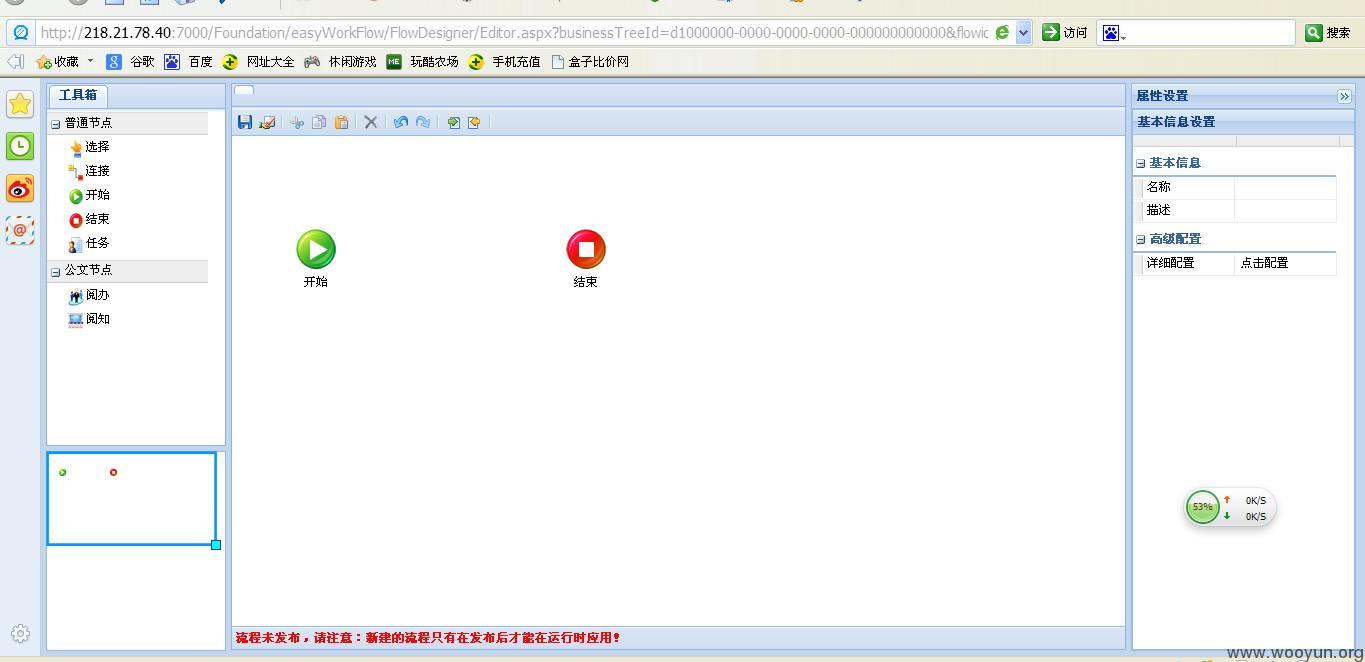 http://218.21.78.40:7000/Foundation/easyWorkFlow/FlowDesigner/Editor.aspx?businessTreeId=d1000000-0000-0000-0000-000000000000&flowic
访问
搜索
收藏 谷歌 百度 网址大全 休闲游戏 玩酷农场 手机充值 盒子比价网
工具箱
普通节点
选择
连接
开始
结束
任务
公文节点
阅办
阅知
开始
结束
流程未发布，请注意：新建的流程只有在发布后才能在运行时应用！
属性设置
基本信息设置
基本信息
名称
描述
高级配置
详细配置 点击配置
53%
0K/S
0K/S
www.wooyun.org